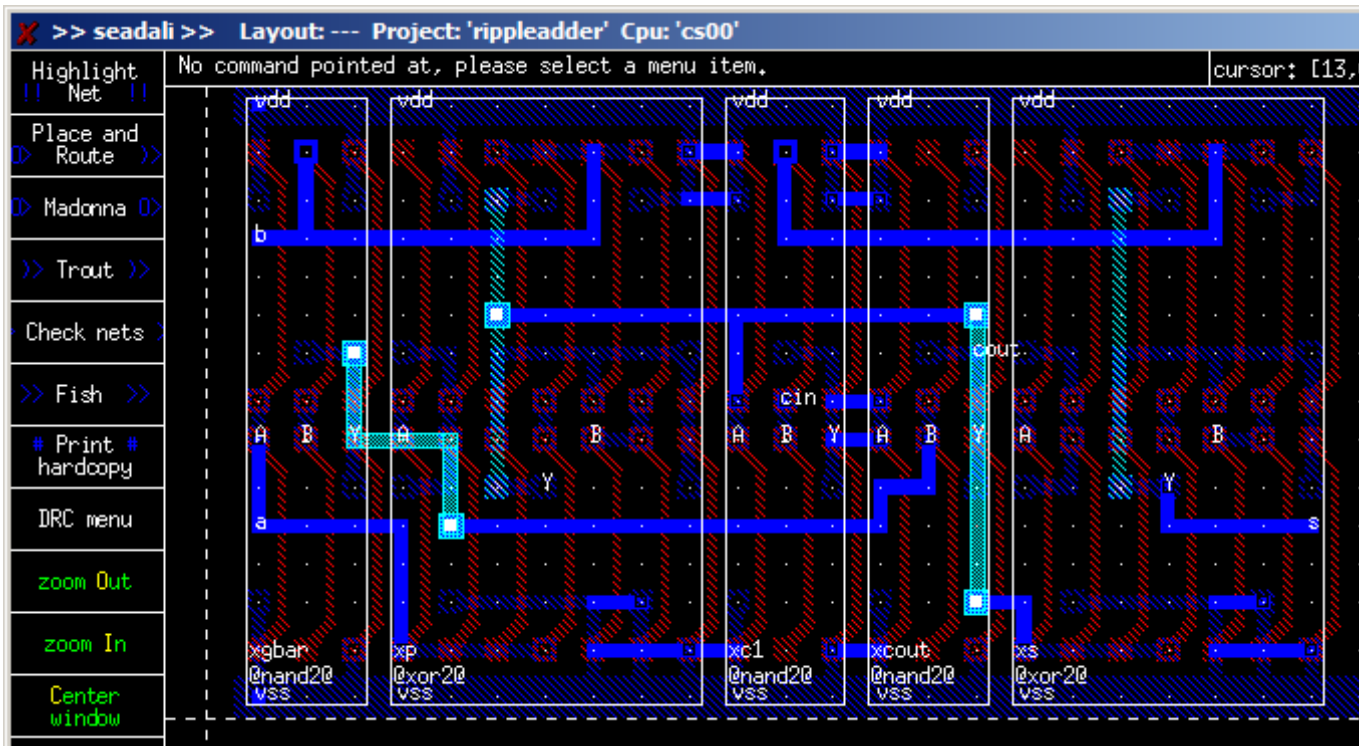 >> seadali >> Layout: --- Project: 'rippleadder' Cpu: 'cs00'
No command pointed at, please select a menu item.
cursor: [13,
Highlight
!! Net !!
Place and
Route
Madonna
>> Trout >>
Check nets
>> Fish >>
# Print #
hardcopy
DRC menu
zoom Out
zoom In
Center
window
vdd vdd vdd vdd vdd
b
cout
cin
A B Y A B A B Y A B Y A B
Y Y
a s
xgbar xp xc1 xcout xs
@nand2@ @xor2@ @nand2@ @nand2@ @xor2@
vss vss vss vss vss